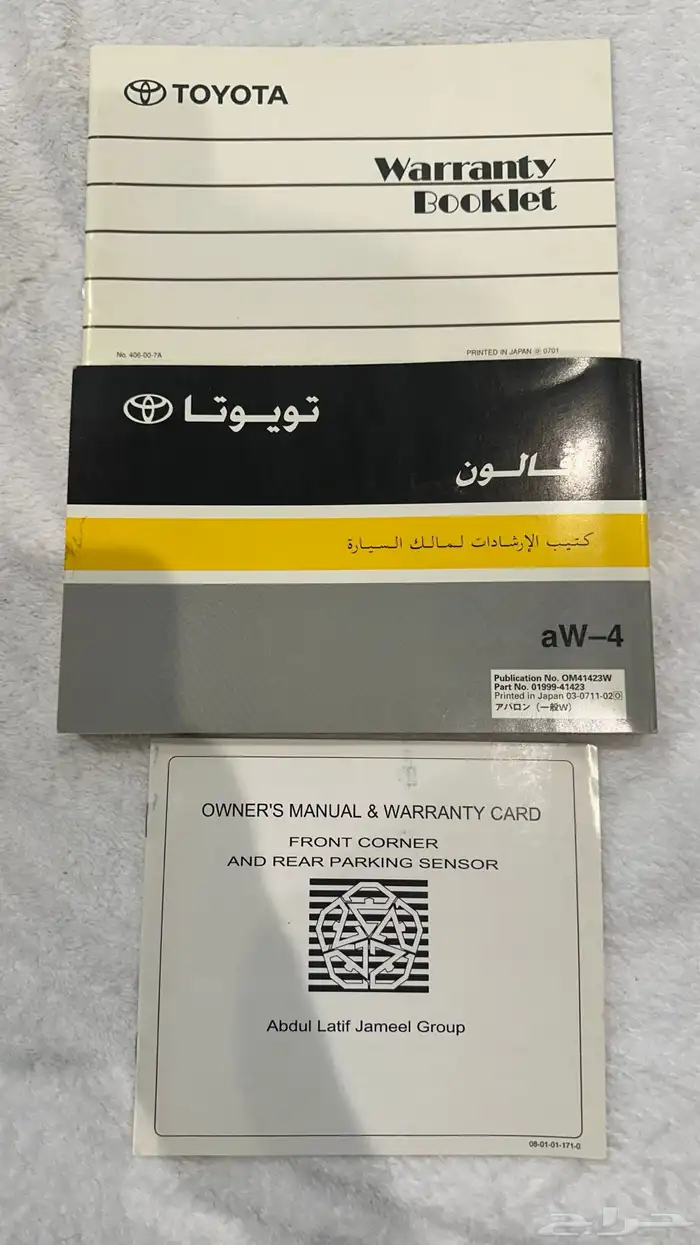 TOYOTA
Warranty
Booklet
No. 406-00-7A
PRINTED IN JAPAN Ⓓ 0701
تويوتا
كتيب الإرشادات لمالك السيارة
aW–4
Publication No. OM41423W
Part No. 01999-41423
Printed in Japan 03-0711-02
アバロン (一般W)
OWNER'S MANUAL & WARRANTY CARD
FRONT CORNER
AND REAR PARKING SENSOR
Abdul Latif Jameel Group
08-01-01-171-0
حراج